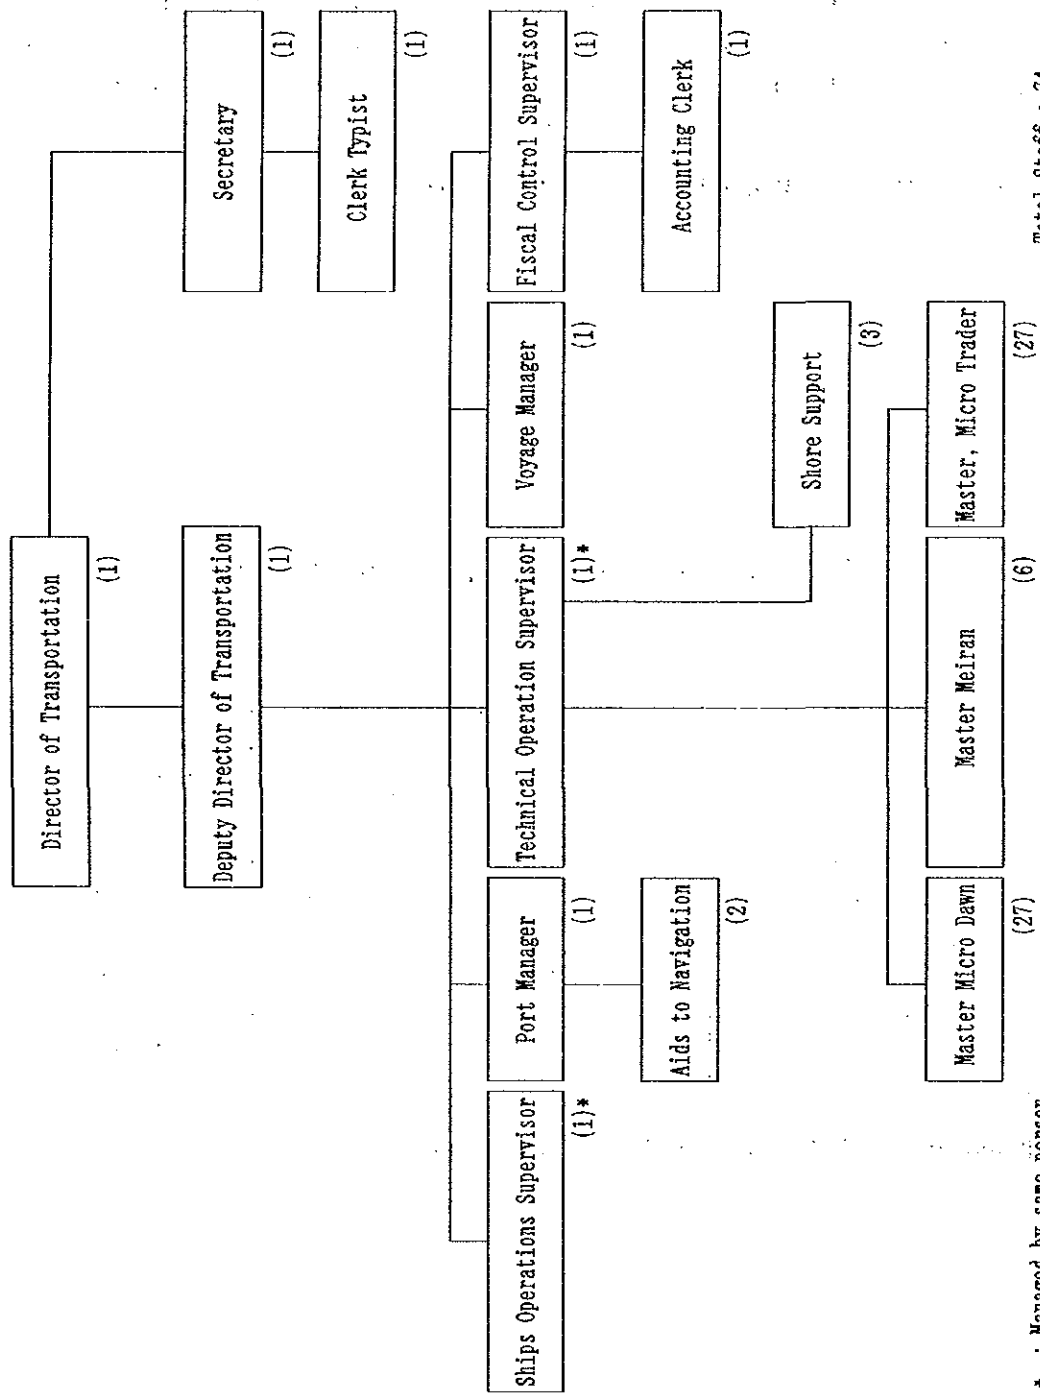 Director of Transportation
(1)
Secretary
(1)
Clerk Typist
(1)
Deputy Director of Transportation
(1)
Ships Operations Supervisor
(1)*
Port Manager
(1)
Technical Operation Supervisor
(1)*
Voyage Manager
(1)
Fiscal Control Supervisor
(1)
Aids to Navigation
(2)
Accounting Clerk
(1)
Shore Support
(3)
Master Micro Dawn
(27)
Master Meiran
(6)
Master, Micro Trader
(27)
* : Managed by same person
Total Staff : 74